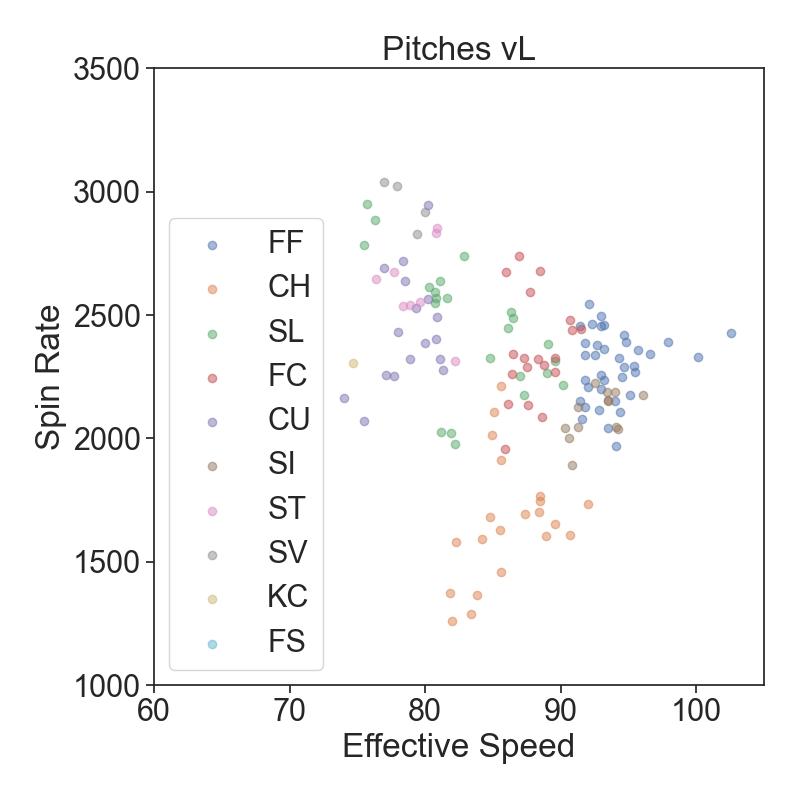 Pitches vL
3500
3000
2500
2000
1500
1000
Spin Rate
FF
CH
SL
FC
CU
SI
ST
SV
KC
FS
60 70 80 90 100
Effective Speed